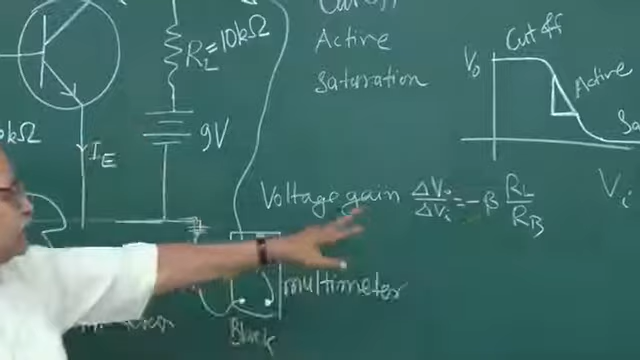 Cut off
Active
Saturation
R_L = 10kΩ
9V
I_E
kΩ
V_o
Cut off
Active
Sa
V_i
Voltage gain ΔV_o/ΔV_i = -β R_L/R_B
multimeter
Black